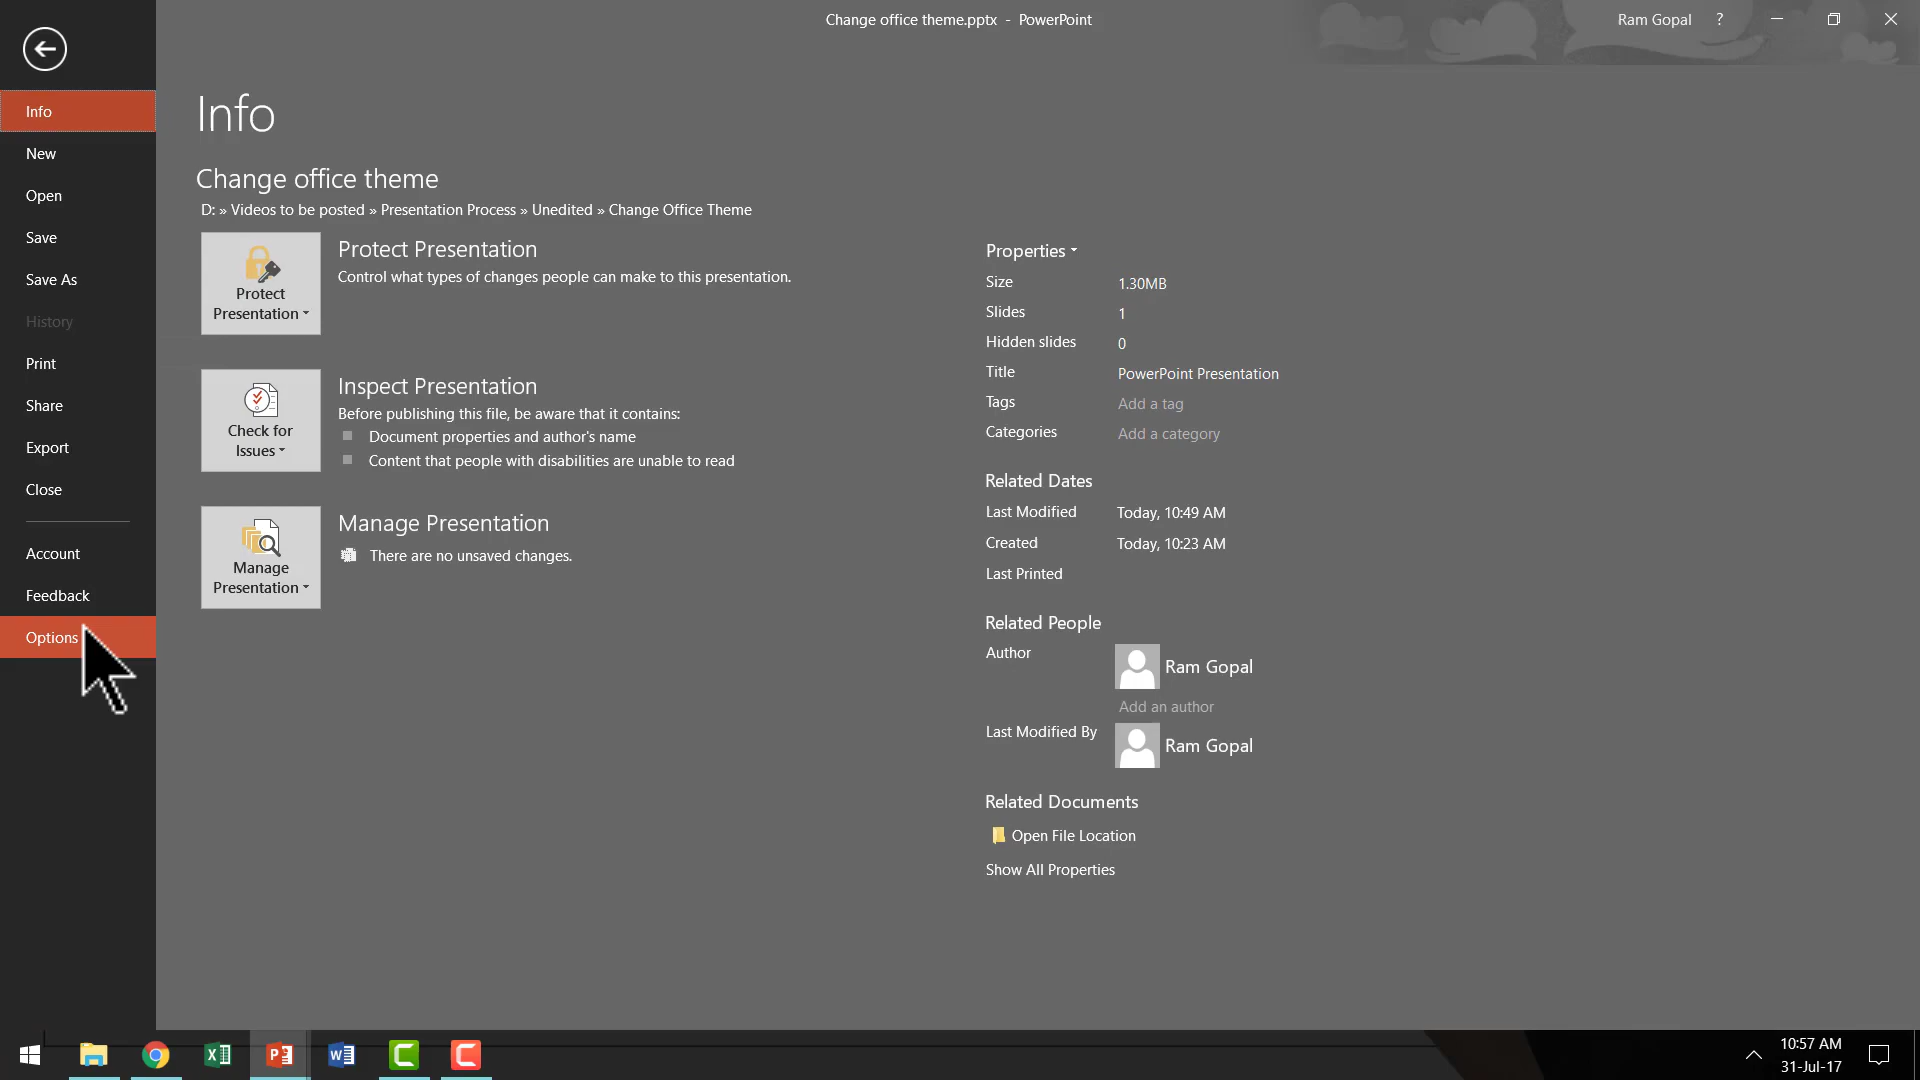 Change office theme.pptx - PowerPoint
Ram Gopal ?
Info
New
Open
Save
Save As
History
Print
Share
Export
Close
Account
Feedback
Options
Info
Change office theme
D: » Videos to be posted » Presentation Process » Unedited » Change Office Theme
Protect
Presentation
Protect Presentation
Control what types of changes people can make to this presentation.
Check for
Issues
Inspect Presentation
Before publishing this file, be aware that it contains:
Document properties and author's name
Content that people with disabilities are unable to read
Manage
Presentation
Manage Presentation
There are no unsaved changes.
Properties
Size 1.30MB
Slides 1
Hidden slides 0
Title PowerPoint Presentation
Tags Add a tag
Categories Add a category
Related Dates
Last Modified Today, 10:49 AM
Created Today, 10:23 AM
Last Printed
Related People
Author Ram Gopal
Add an author
Last Modified By Ram Gopal
Related Documents
Open File Location
Show All Properties
10:57 AM
31-Jul-17